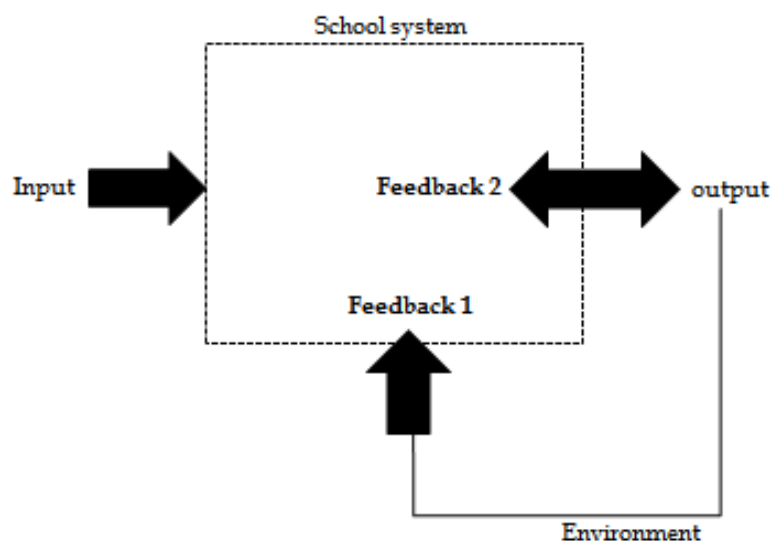 School system
Input
Feedback 2
output
Feedback 1
Environment